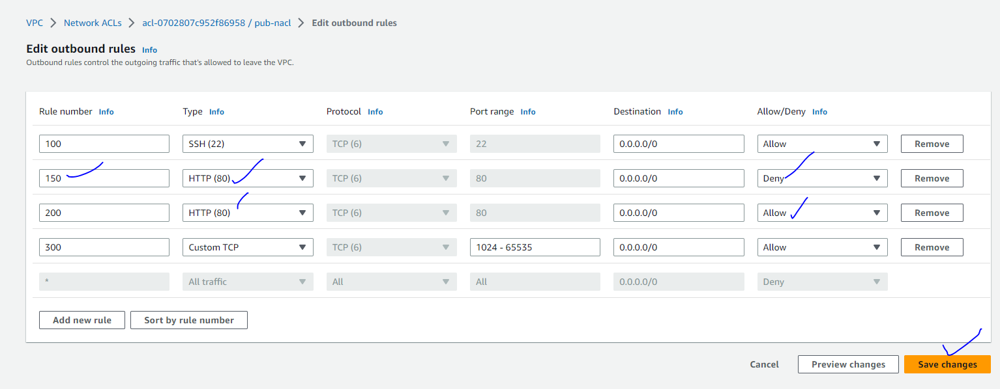 VPC > Network ACLs > acl-0702807c952f86958 / pub-nacl > Edit outbound rules
Edit outbound rules Info
Outbound rules control the outgoing traffic that's allowed to leave the VPC.
Rule number Info Type Info Protocol Info Port range Info Destination Info Allow/Deny Info
100 SSH (22) TCP (6) 22 0.0.0.0/0 Allow Remove
150 HTTP (80) TCP (6) 80 0.0.0.0/0 Deny Remove
200 HTTP (80) TCP (6) 80 0.0.0.0/0 Allow Remove
300 Custom TCP TCP (6) 1024 - 65535 0.0.0.0/0 Allow Remove
* All traffic All All 0.0.0.0/0 Deny
Add new rule Sort by rule number
Cancel Preview changes Save changes